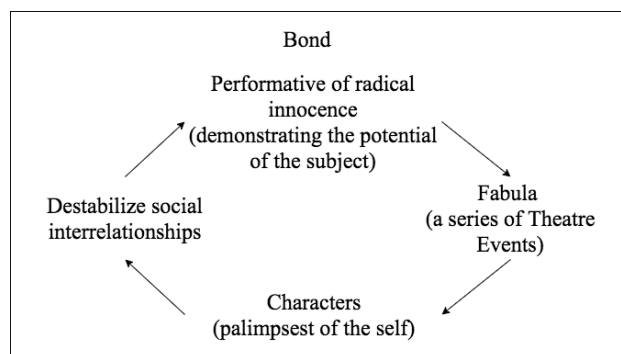 Bond
Performative of radical
innocence
(demonstrating the potential
of the subject)
Fabula
(a series of Theatre
Events)
Destabilize social
interrelationships
Characters
(palimpsest of the self)